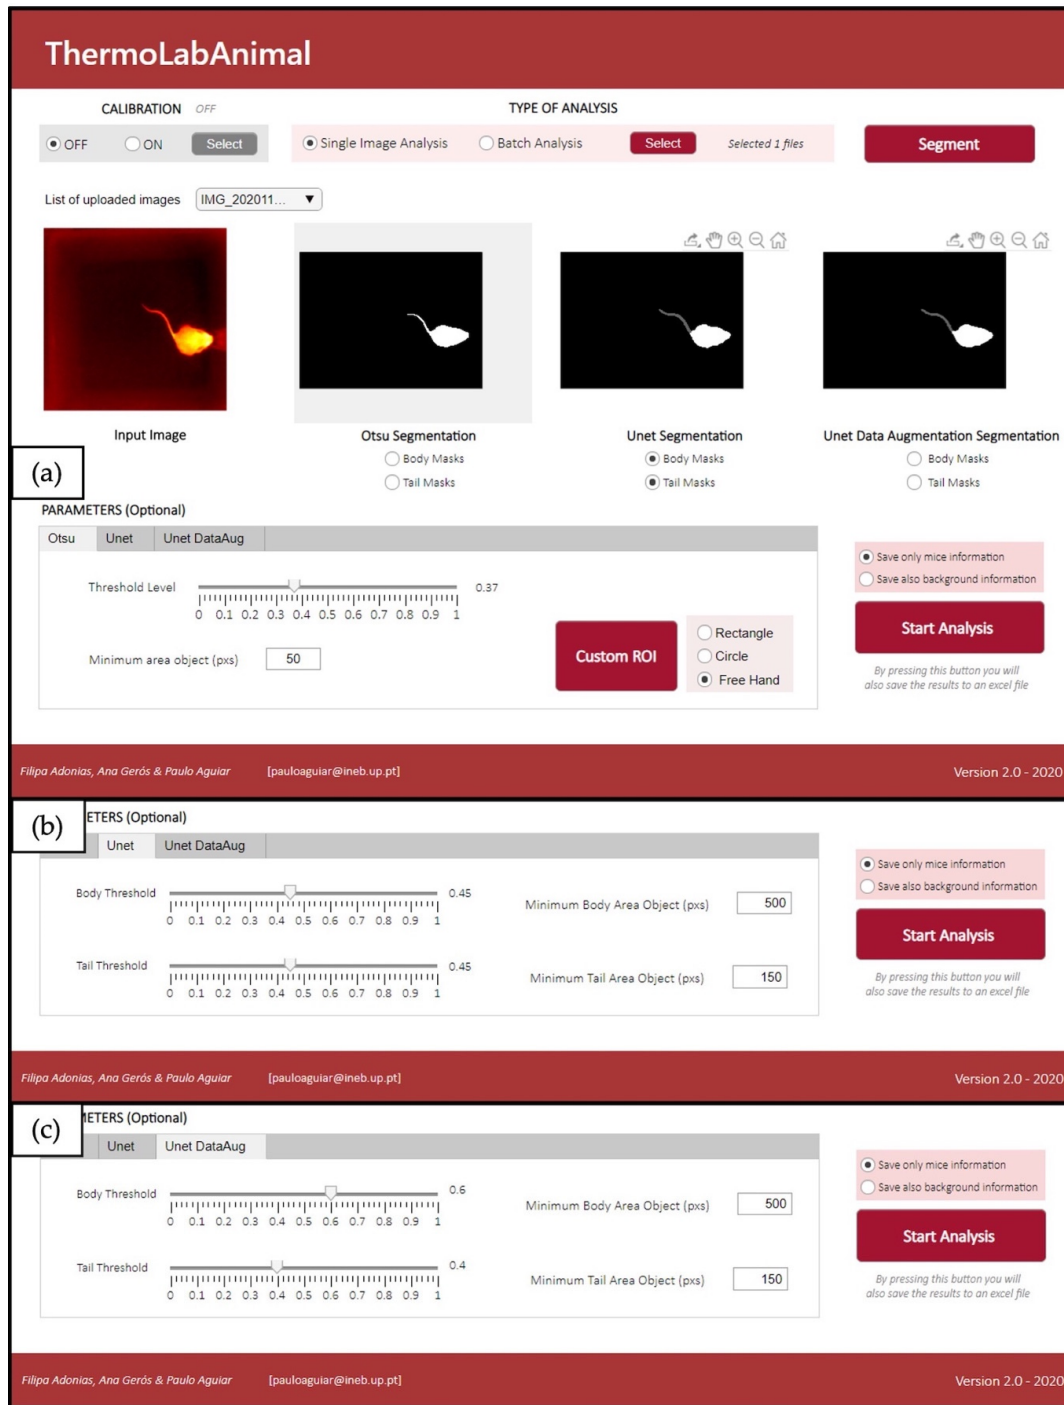 ThermoLabAnimal
CALIBRATION OFF
TYPE OF ANALYSIS
OFF ON Select
Single Image Analysis Batch Analysis Select Selected 1 files
Segment
List of uploaded images IMG_202011... ▼
Input Image
Otsu Segmentation
Body Masks
Tail Masks
Unet Segmentation
Body Masks
Tail Masks
Unet Data Augmentation Segmentation
Body Masks
Tail Masks
(a)
PARAMETERS (Optional)
Otsu Unet Unet DataAug
Threshold Level 0.37
0 0.1 0.2 0.3 0.4 0.5 0.6 0.7 0.8 0.9 1
Minimum area object (pxs) 50
Custom ROI
Rectangle
Circle
Free Hand
Save only mice information
Save also background information
Start Analysis
By pressing this button you will
also save the results to an excel file
Filipa Adonias, Ana Gerós & Paulo Aguiar [pauloaguiar@ineb.up.pt] Version 2.0 - 2020
(b)
ETERS (Optional)
Unet Unet DataAug
Body Threshold 0.45
0 0.1 0.2 0.3 0.4 0.5 0.6 0.7 0.8 0.9 1
Minimum Body Area Object (pxs) 500
Tail Threshold 0.45
0 0.1 0.2 0.3 0.4 0.5 0.6 0.7 0.8 0.9 1
Minimum Tail Area Object (pxs) 150
Save only mice information
Save also background information
Start Analysis
By pressing this button you will
also save the results to an excel file
Filipa Adonias, Ana Gerós & Paulo Aguiar [pauloaguiar@ineb.up.pt] Version 2.0 - 2020
(c)
METERS (Optional)
Unet Unet DataAug
Body Threshold 0.6
0 0.1 0.2 0.3 0.4 0.5 0.6 0.7 0.8 0.9 1
Minimum Body Area Object (pxs) 500
Tail Threshold 0.4
0 0.1 0.2 0.3 0.4 0.5 0.6 0.7 0.8 0.9 1
Minimum Tail Area Object (pxs) 150
Save only mice information
Save also background information
Start Analysis
By pressing this button you will
also save the results to an excel file
Filipa Adonias, Ana Gerós & Paulo Aguiar [pauloaguiar@ineb.up.pt] Version 2.0 - 2020